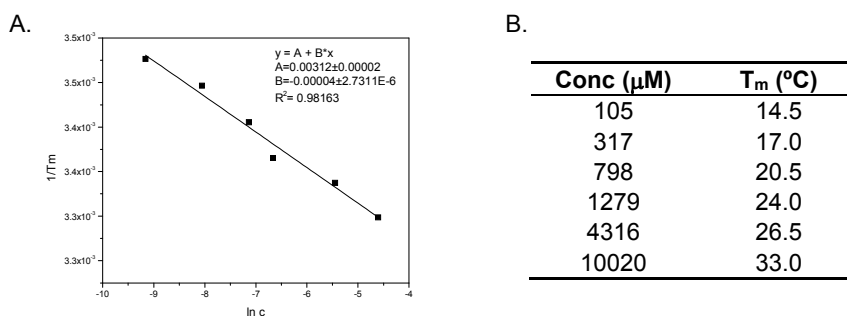 A.
B.
3.5x10⁻³
3.5x10⁻³
3.4x10⁻³
3.4x10⁻³
3.3x10⁻³
3.3x10⁻³
1/Tm
y = A + B*x
A=0.00312±0.00002
B=-0.00004±2.7311E-6
R²= 0.98163
-10 -9 -8 -7 -6 -5 -4
ln c
Conc (μM) Tₘ (ºC)
105 14.5
317 17.0
798 20.5
1279 24.0
4316 26.5
10020 33.0